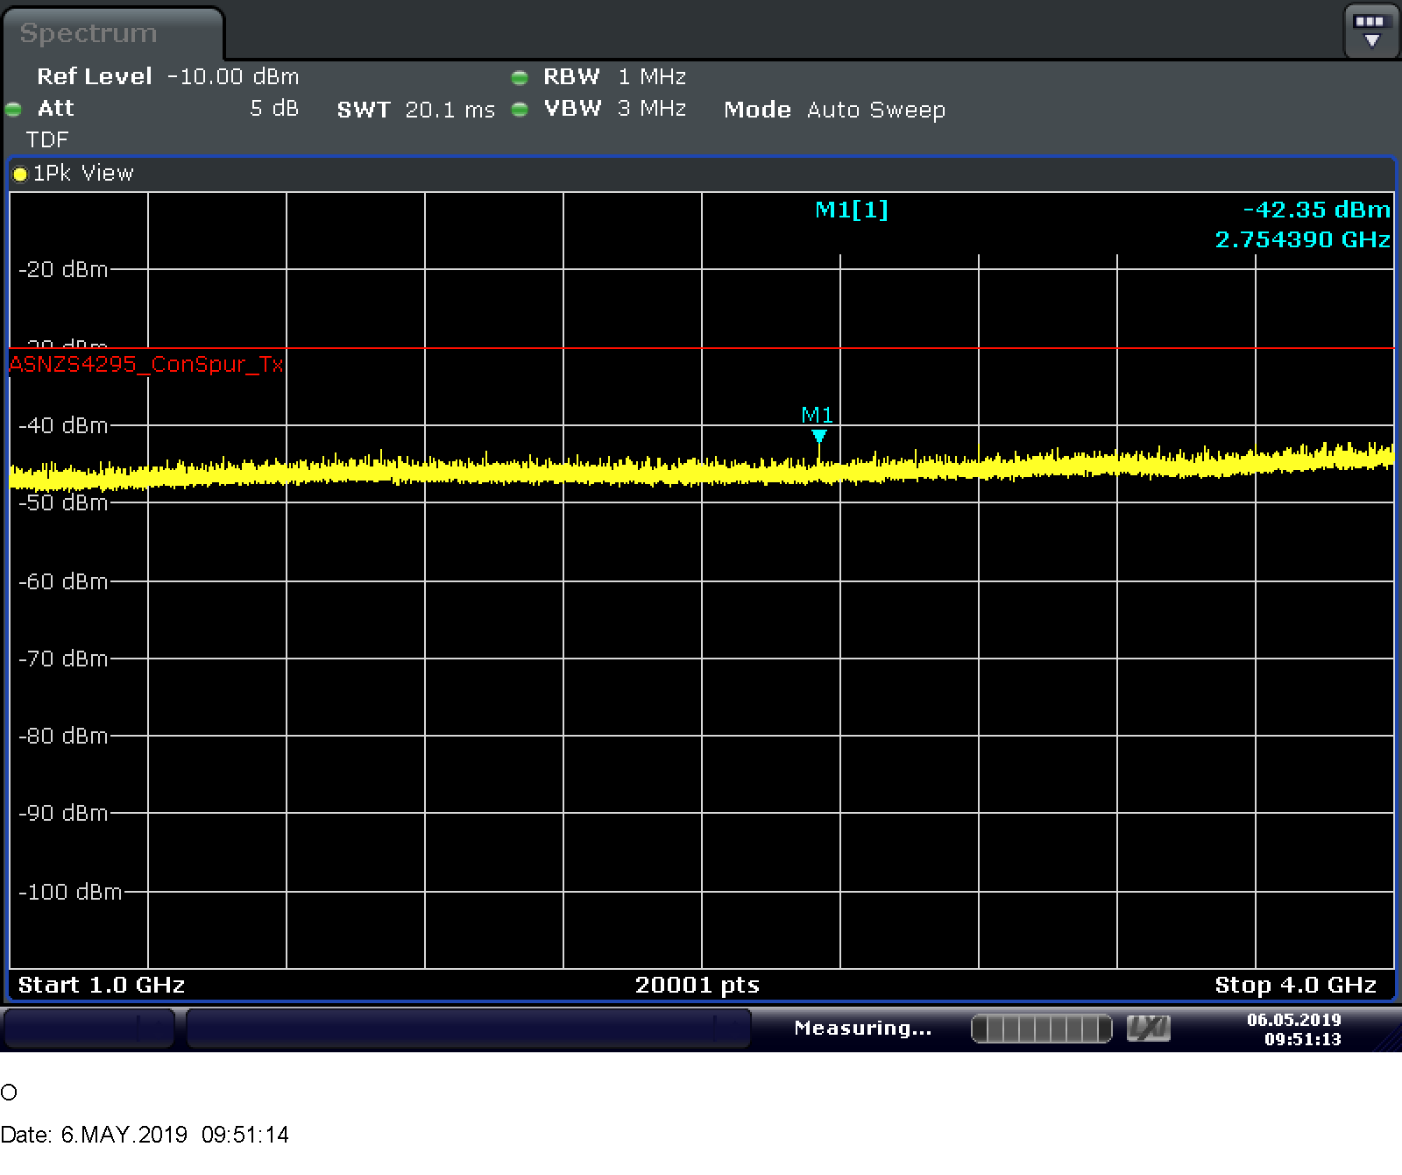 Spectrum
Ref Level -10.00 dBm RBW 1 MHz
Att 5 dB SWT 20.1 ms VBW 3 MHz Mode Auto Sweep
TDF
1Pk View
M1[1] -42.35 dBm
2.754390 GHz
-20 dBm
-30 dBm
ASNZS4295_ConSpur_Tx
M1
-40 dBm
-50 dBm
-60 dBm
-70 dBm
-80 dBm
-90 dBm
-100 dBm
Start 1.0 GHz 20001 pts Stop 4.0 GHz
Measuring... LXI 06.05.2019
09:51:13
O
Date: 6.MAY.2019 09:51:14